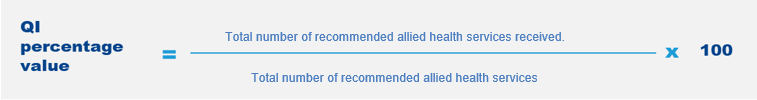 QI
percentage
value
=
Total number of recommended allied health services received.
Total number of recommended allied health services
x 100